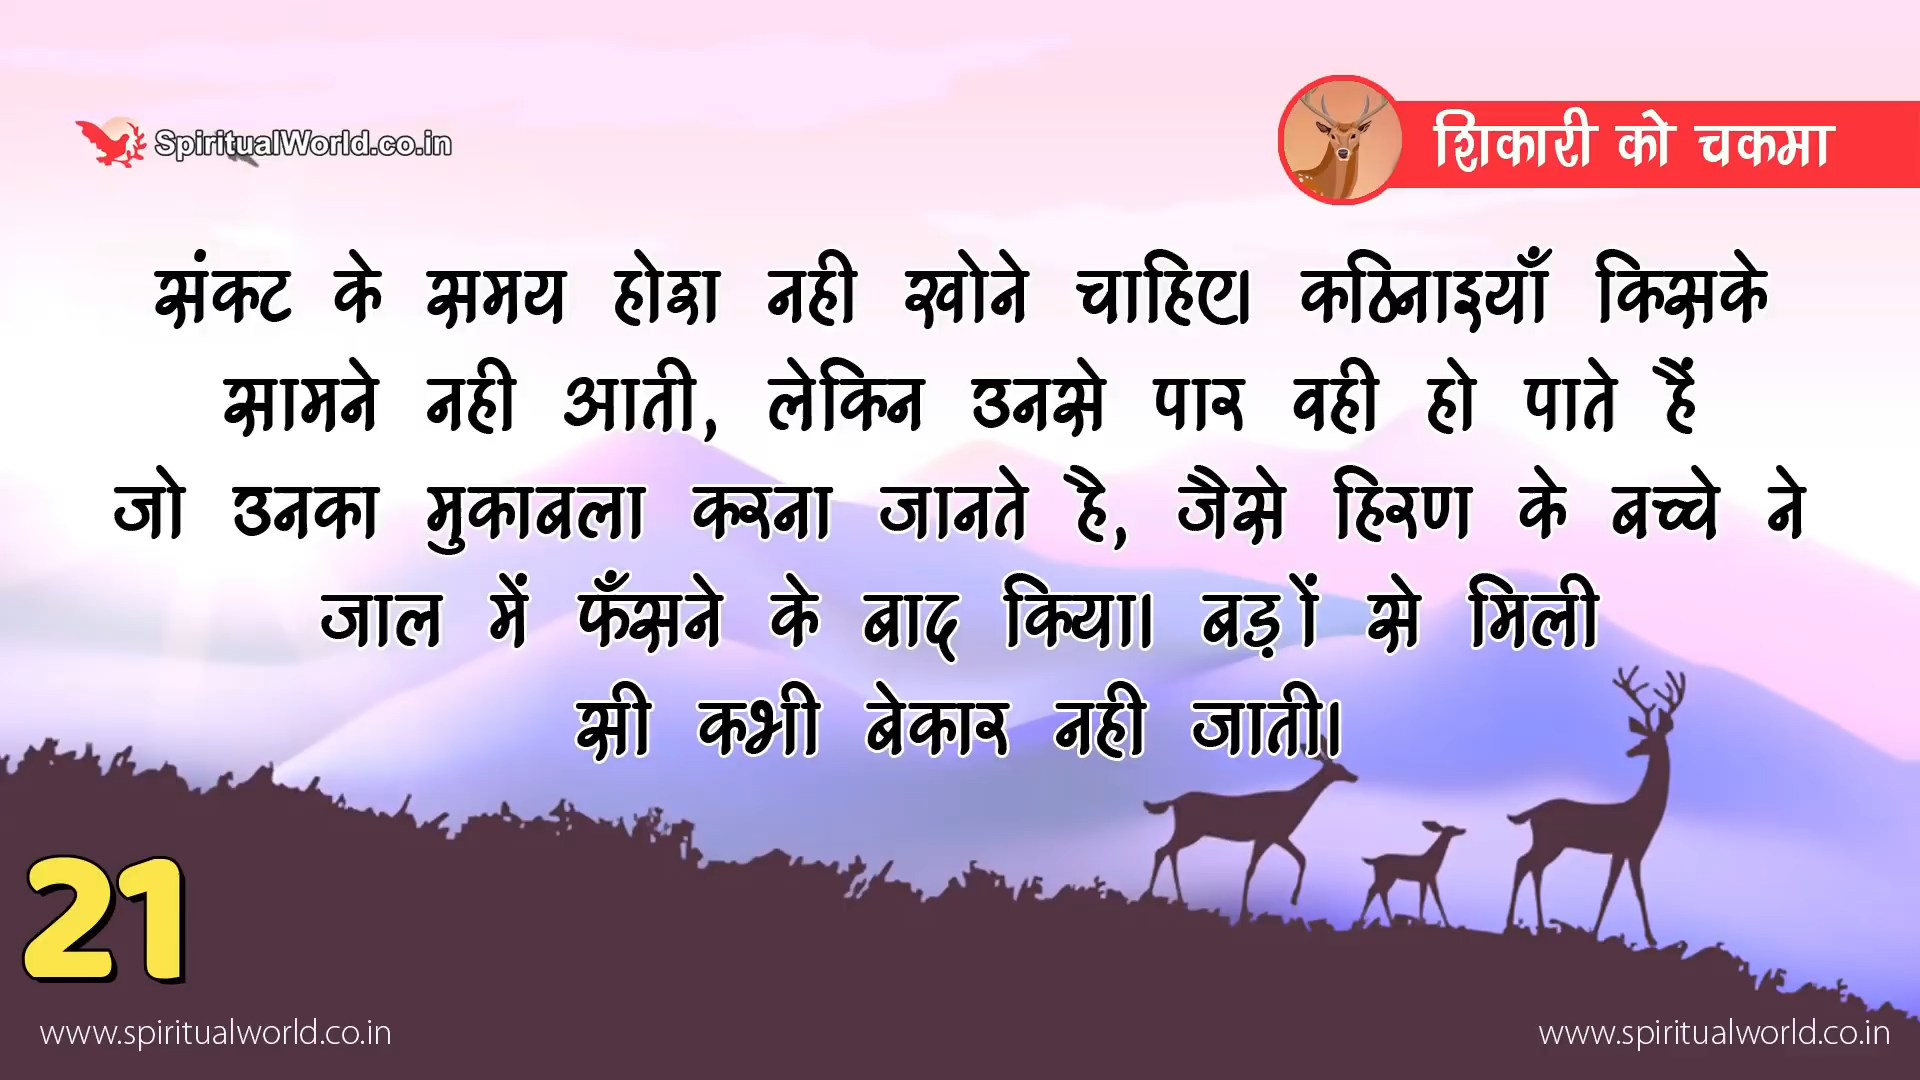 SpiritualWorld.co.in
शिकारी को चकमा
संकट के समय होश नही खोने चाहिए। कठिनाइयाँ किसके
सामने नही आती, लेकिन उनसे पार वही हो पाते हैं
जो उनका मुकाबला करना जानते है, जैसे हिरण के बच्चे ने
जाल में फँसने के बाद किया। बड़ों से मिली
सी कभी बेकार नही जाती।
21
www.spiritualworld.co.in
www.spiritualworld.co.in